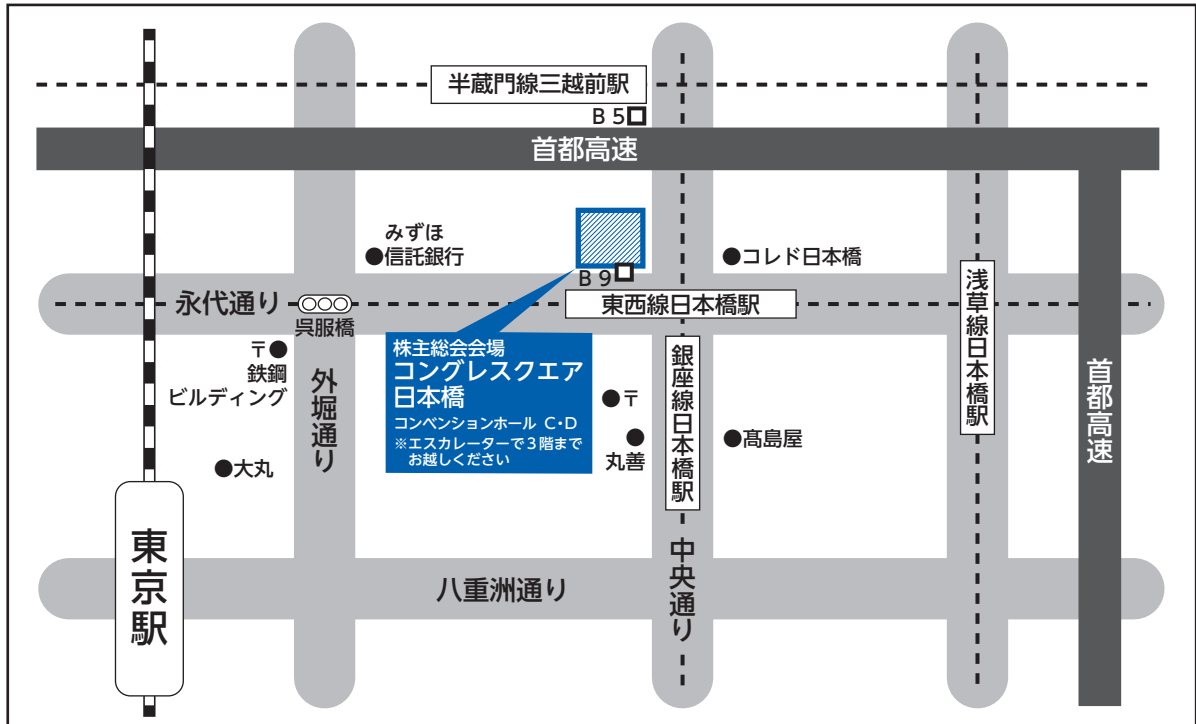 半蔵門線三越前駅
B 5
首都高速
みずほ
信託銀行
コレド日本橋
B 9
永代通り
呉服橋
東西線日本橋駅
浅草線日本橋駅
〒
鉄鋼
ビルディング
外堀通り
株主総会会場
コングレスクエア
日本橋
コンベンションホール C・D
※エスカレーターで3階まで
お越しください
〒
丸善
銀座線日本橋駅
髙島屋
首都高速
大丸
東京駅
八重洲通り
中央通り